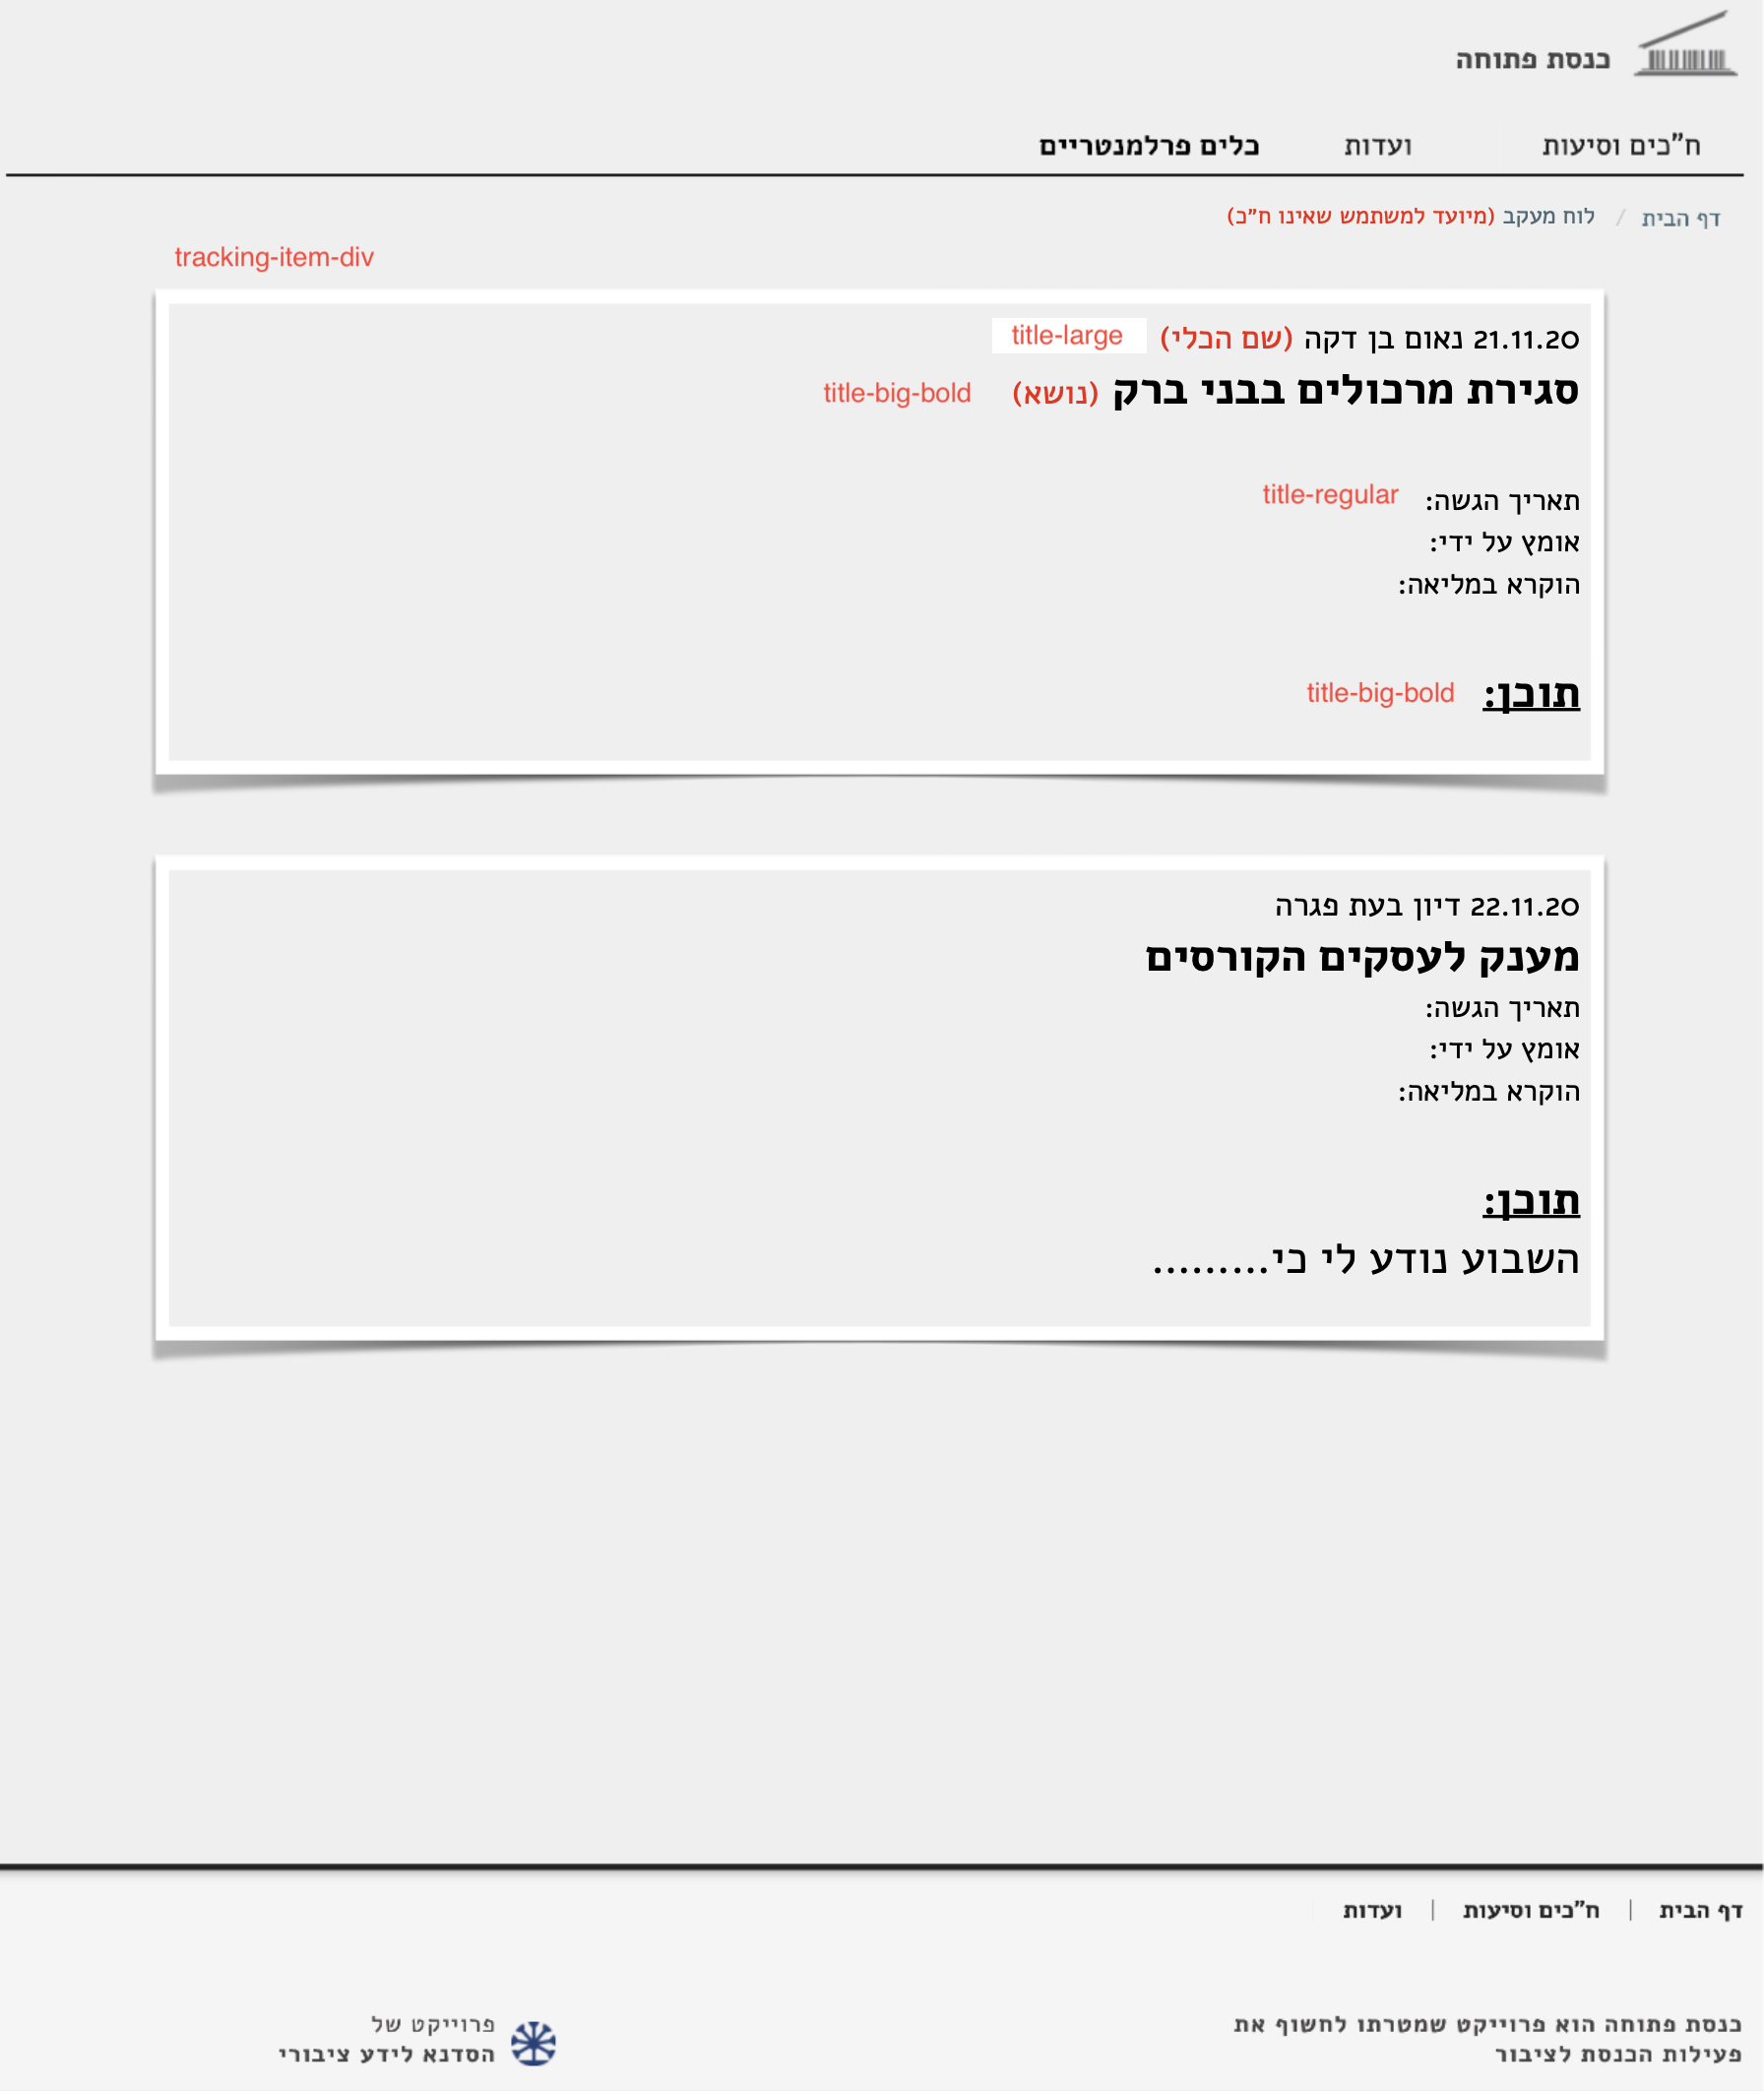 כנסת פתוחה
ח"כים וסיעות ועדות כלים פרלמנטריים
דף הבית / לוח מעקב (מיועד למשתמש שאינו ח"כ)
tracking-item-div
21.11.20 נאום בן דקה (שם הכלי) title-large
סגירת מרכולים בבני ברק (נושא) title-big-bold
תאריך הגשה: title-regular
אומץ על ידי:
הוקרא במליאה:
תוכן: title-big-bold
22.11.20 דיון בעת פגרה
מענק לעסקים הקורסים
תאריך הגשה:
אומץ על ידי:
הוקרא במליאה:
תוכן:
השבוע נודע לי כי.........
דף הבית | ח"כים וסיעות | ועדות
כנסת פתוחה הוא פרוייקט שמטרתו לחשוף את
פעילות הכנסת לציבור
פרוייקט של
הסדנא לידע ציבורי